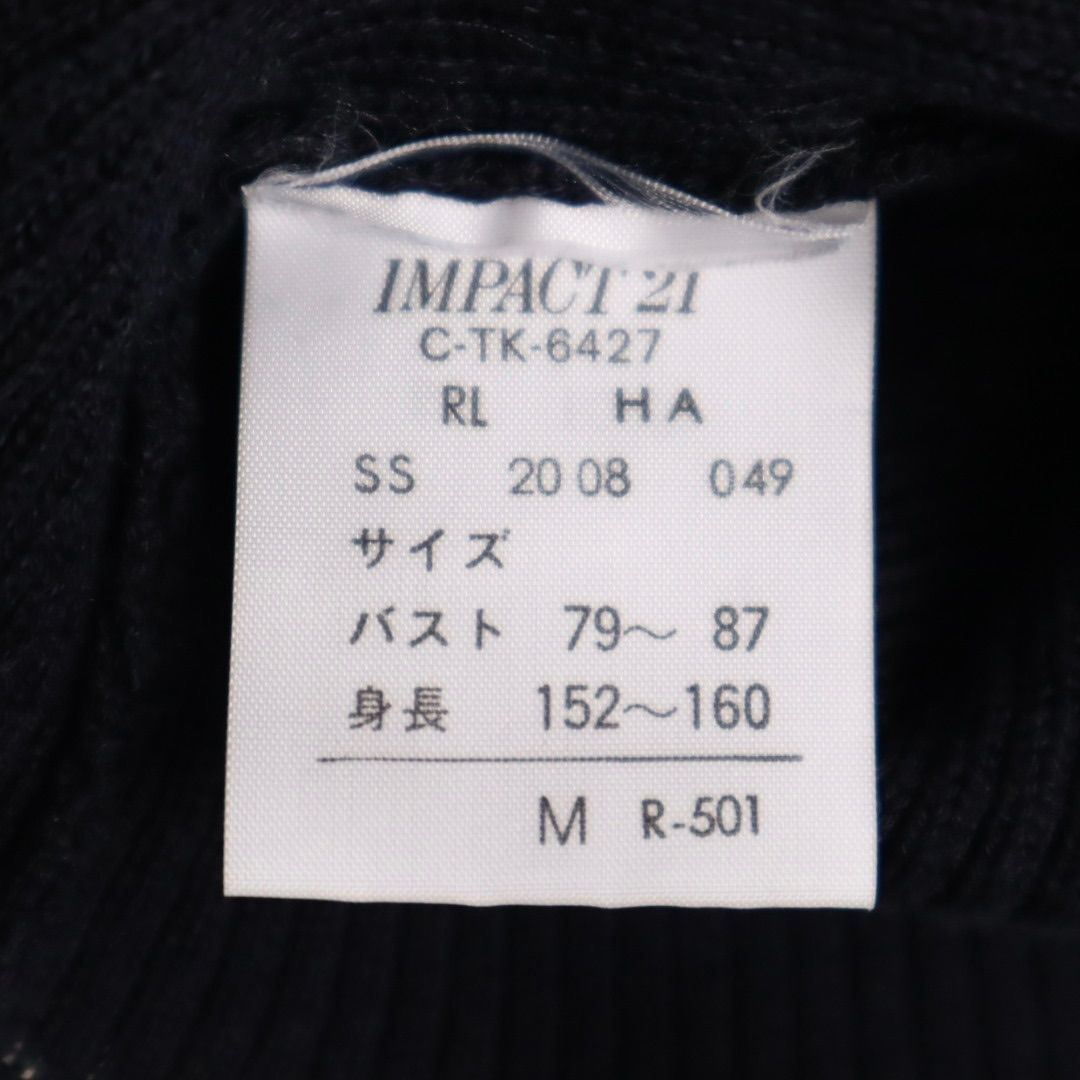 IMPACT 21
C-TK-6427
RL HA
SS 20 08 049
サイズ
バスト 79～ 87
身長 152～160
M R-501